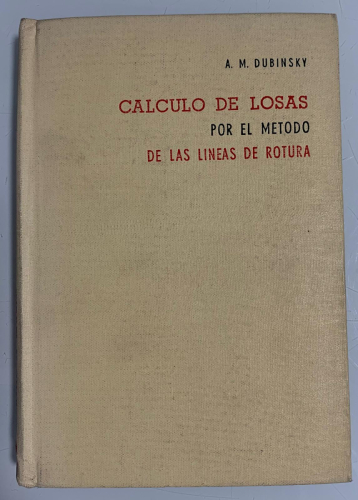 A. M. DUBINSKY
CALCULO DE LOSAS
POR EL METODO
DE LAS LINEAS DE ROTURA